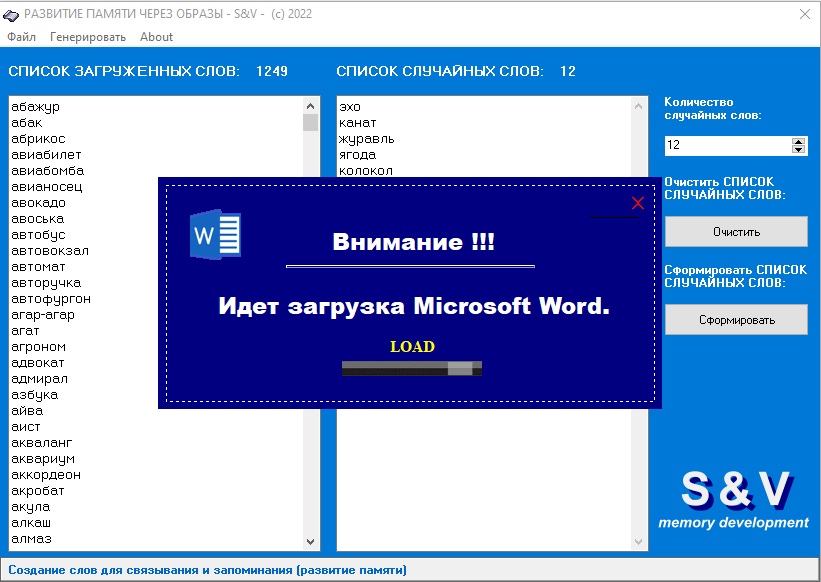 РАЗВИТИЕ ПАМЯТИ ЧЕРЕЗ ОБРАЗЫ - S&V - (c) 2022
Файл Генерировать About
СПИСОК ЗАГРУЖЕННЫХ СЛОВ: 1249
абажур
абак
абрикос
авиабилет
авиабомба
авианосец
авокадо
авоська
автобус
автовокзал
автомат
авторучка
автофургон
агар-агар
агат
агроном
адвокат
адмирал
азбука
айва
аист
акваланг
аквариум
аккордеон
акробат
акула
алкаш
алмаз
СПИСОК СЛУЧАЙНЫХ СЛОВ: 12
эхо
канат
журавль
ягода
колокол
Количество
случайных слов:
12
Очистить СПИСОК
СЛУЧАЙНЫХ СЛОВ:
Очистить
Сформировать СПИСОК
СЛУЧАЙНЫХ СЛОВ:
Сформировать
W
Внимание !!!
Идет загрузка Microsoft Word.
LOAD
S&V
memory development
Создание слов для связывания и запоминания (развитие памяти)